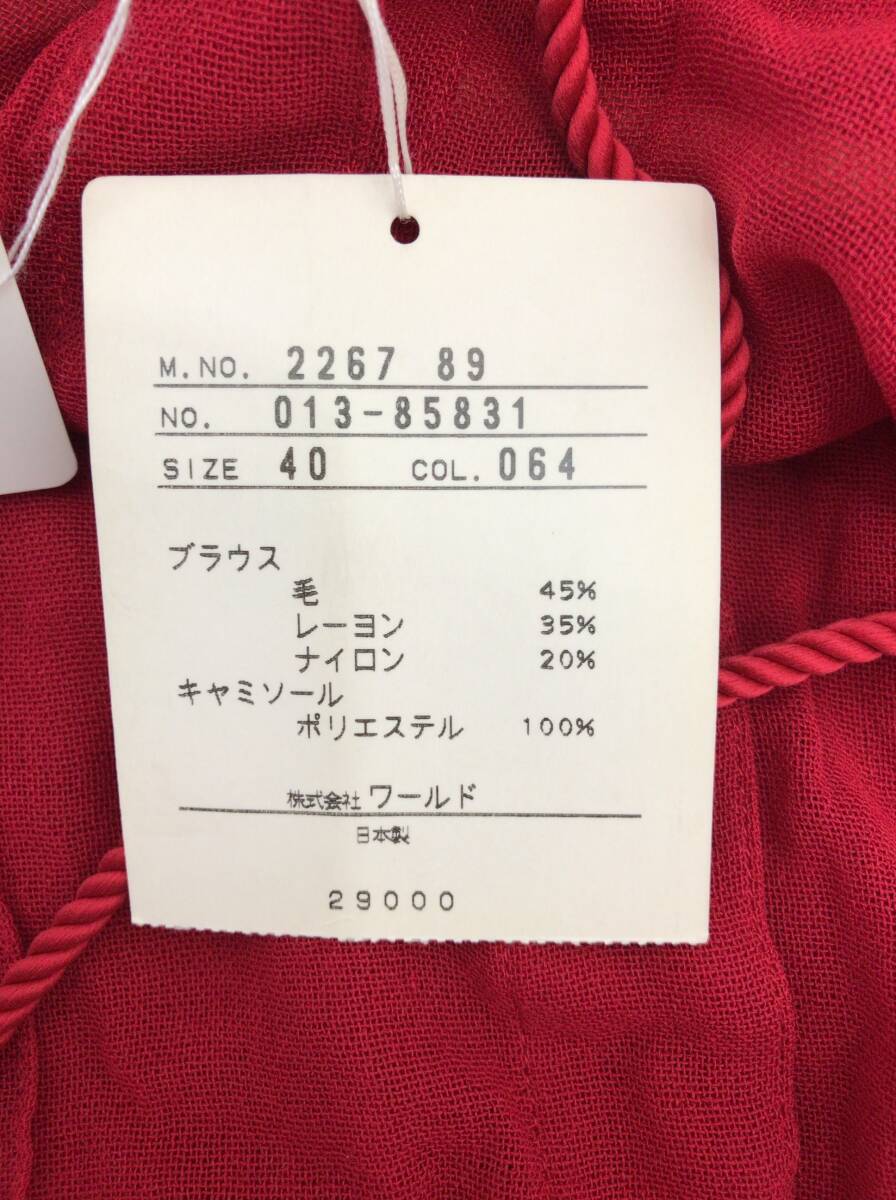 M.NO. 2267 89
NO. 013-85831
SIZE 40 COL. 064
ブラウス
毛 45%
レーヨン 35%
ナイロン 20%
キャミソール
ポリエステル 100%
株式会社 ワールド
日本製
29000